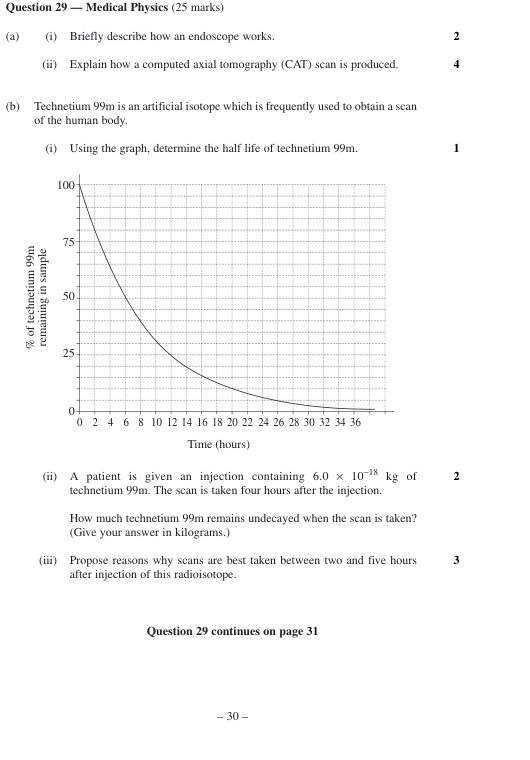 Question 29 — Medical Physics (25 marks)
(a) (i) Briefly describe how an endoscope works. 2
(ii) Explain how a computed axial tomography (CAT) scan is produced. 4
(b) Technetium 99m is an artificial isotope which is frequently used to obtain a scan
of the human body.
(i) Using the graph, determine the half life of technetium 99m. 1
% of technetium 99m
remaining in sample
100
75
50
25
0
0 2 4 6 8 10 12 14 16 18 20 22 24 26 28 30 32 34 36
Time (hours)
(ii) A patient is given an injection containing 6.0 × 10⁻¹⁸ kg of 2
technetium 99m. The scan is taken four hours after the injection.
How much technetium 99m remains undecayed when the scan is taken?
(Give your answer in kilograms.)
(iii) Propose reasons why scans are best taken between two and five hours 3
after injection of this radioisotope.
Question 29 continues on page 31
– 30 –